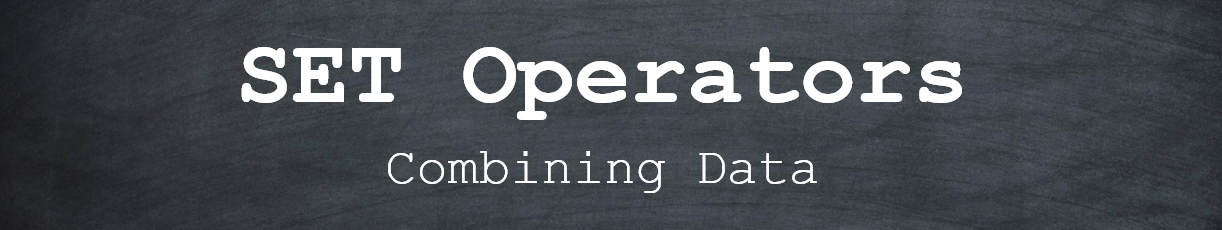 SET Operators
Combining Data